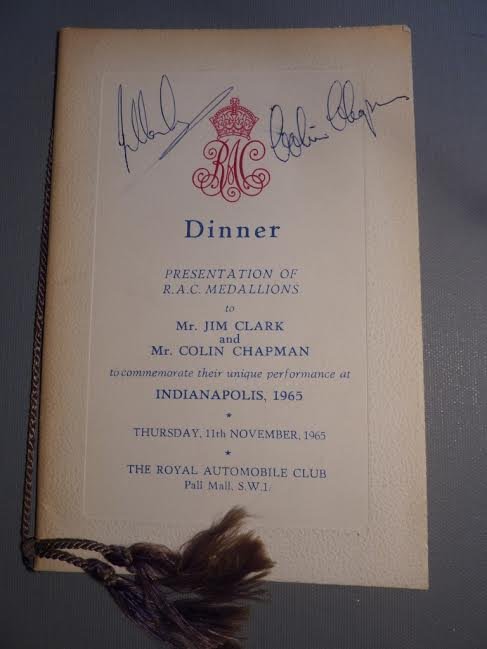 J Clark Colin Chapman
RAC
Dinner
PRESENTATION OF
R.A.C. MEDALLIONS
to
Mr. JIM CLARK
and
Mr. COLIN CHAPMAN
to commemorate their unique performance at
INDIANAPOLIS, 1965
*
THURSDAY, 11th NOVEMBER, 1965
*
THE ROYAL AUTOMOBILE CLUB
Pall Mall, S.W.1.